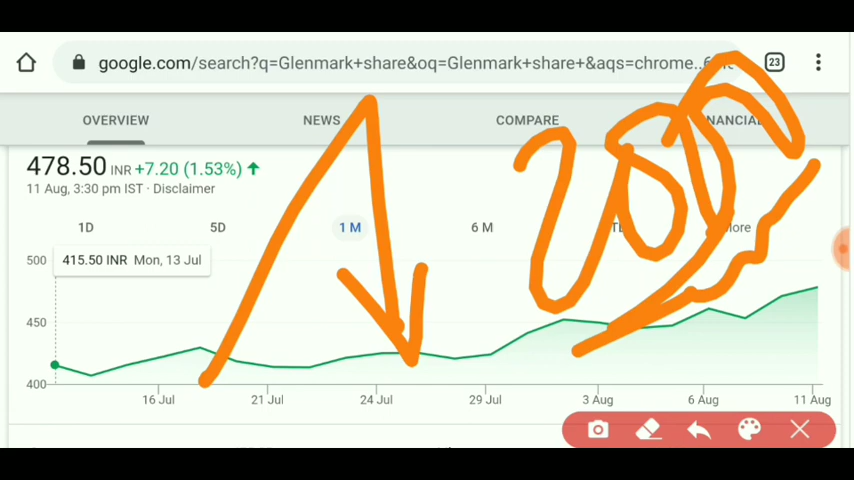 google.com/search?q=Glenmark+share&oq=Glenmark+share+&aqs=chrome..
23
OVERVIEW NEWS COMPARE
478.50 INR +7.20 (1.53%)
11 Aug, 3:30 pm IST · Disclaimer
1D 5D 1 M 6 M
415.50 INR Mon, 13 Jul
500
450
400
16 Jul 21 Jul 24 Jul 29 Jul 3 Aug 6 Aug 11 Aug